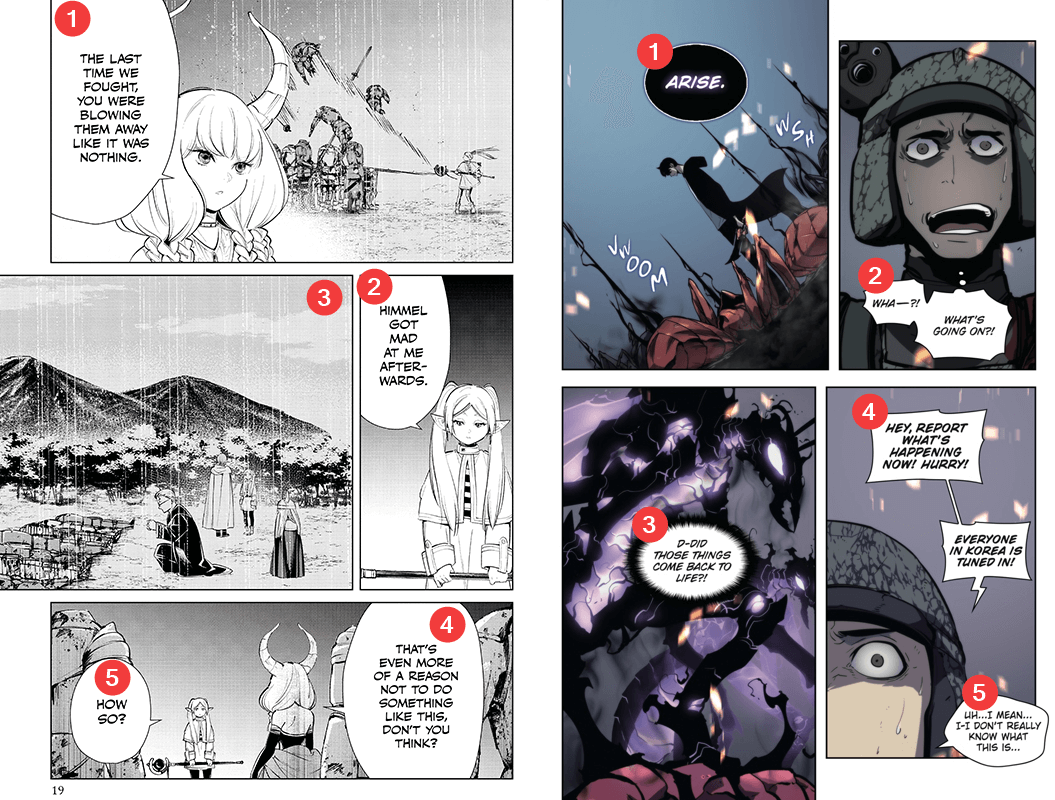 1
THE LAST
TIME WE
FOUGHT,
YOU WERE
BLOWING
THEM AWAY
LIKE IT WAS
NOTHING.
2
HIMMEL
GOT
MAD
AT ME
AFTER-
WARDS.
3
4
THAT'S
EVEN MORE
OF A REASON
NOT TO DO
SOMETHING
LIKE THIS,
DON'T YOU
THINK?
5
HOW
SO?
19
1
ARISE.
WSH
VWOOM
2
WHA—?!
WHAT'S
GOING ON?!
3
D-DID
THOSE THINGS
COME BACK TO
LIFE?!
4
HEY, REPORT
WHAT'S
HAPPENING
NOW! HURRY!
EVERYONE
IN KOREA IS
TUNED IN!
5
UH...I MEAN...
I-I DON'T REALLY
KNOW WHAT
THIS IS...